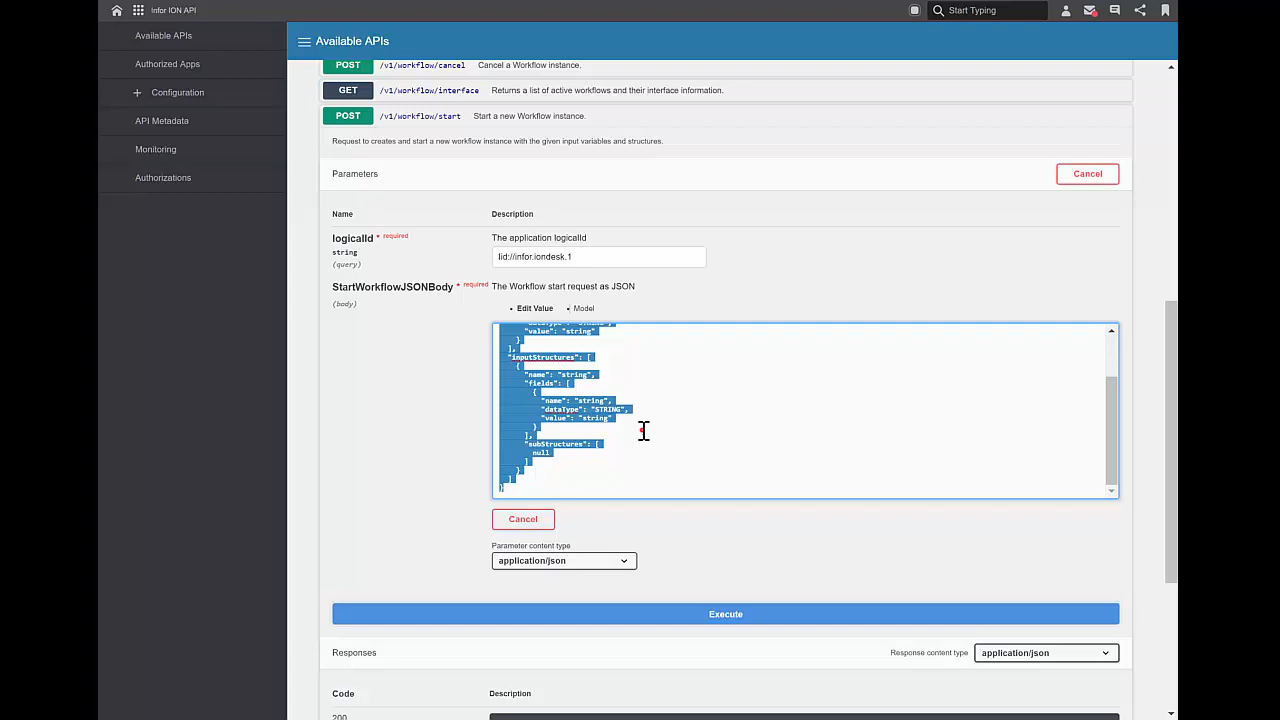 Infor ION API
Start Typing
Available APIs
Authorized Apps
Configuration
API Metadata
Monitoring
Authorizations
Available APIs
POST /v1/workflow/cancel Cancel a Workflow instance.
GET /v1/workflow/interface Returns a list of active workflows and their interface information.
POST /v1/workflow/start Start a new Workflow instance.
Request to creates and start a new workflow instance with the given input variables and structures.
Parameters
Cancel
Name Description
logicalId * required
The application logicalId
string
(query)
lid://infor.iondesk.1
StartWorkflowJSONBody * required
The Workflow start request as JSON
(body)
Edit Value Model
"dataType": "STRING",
"value": "string"
}
],
"inputStructures": [
{
"name": "string",
"fields": [
{
"name": "string",
"dataType": "STRING",
"value": "string"
}
],
"subStructures": [
null
]
}
]
}
Cancel
Parameter content type
application/json
Execute
Responses
Response content type
application/json
Code Description
200